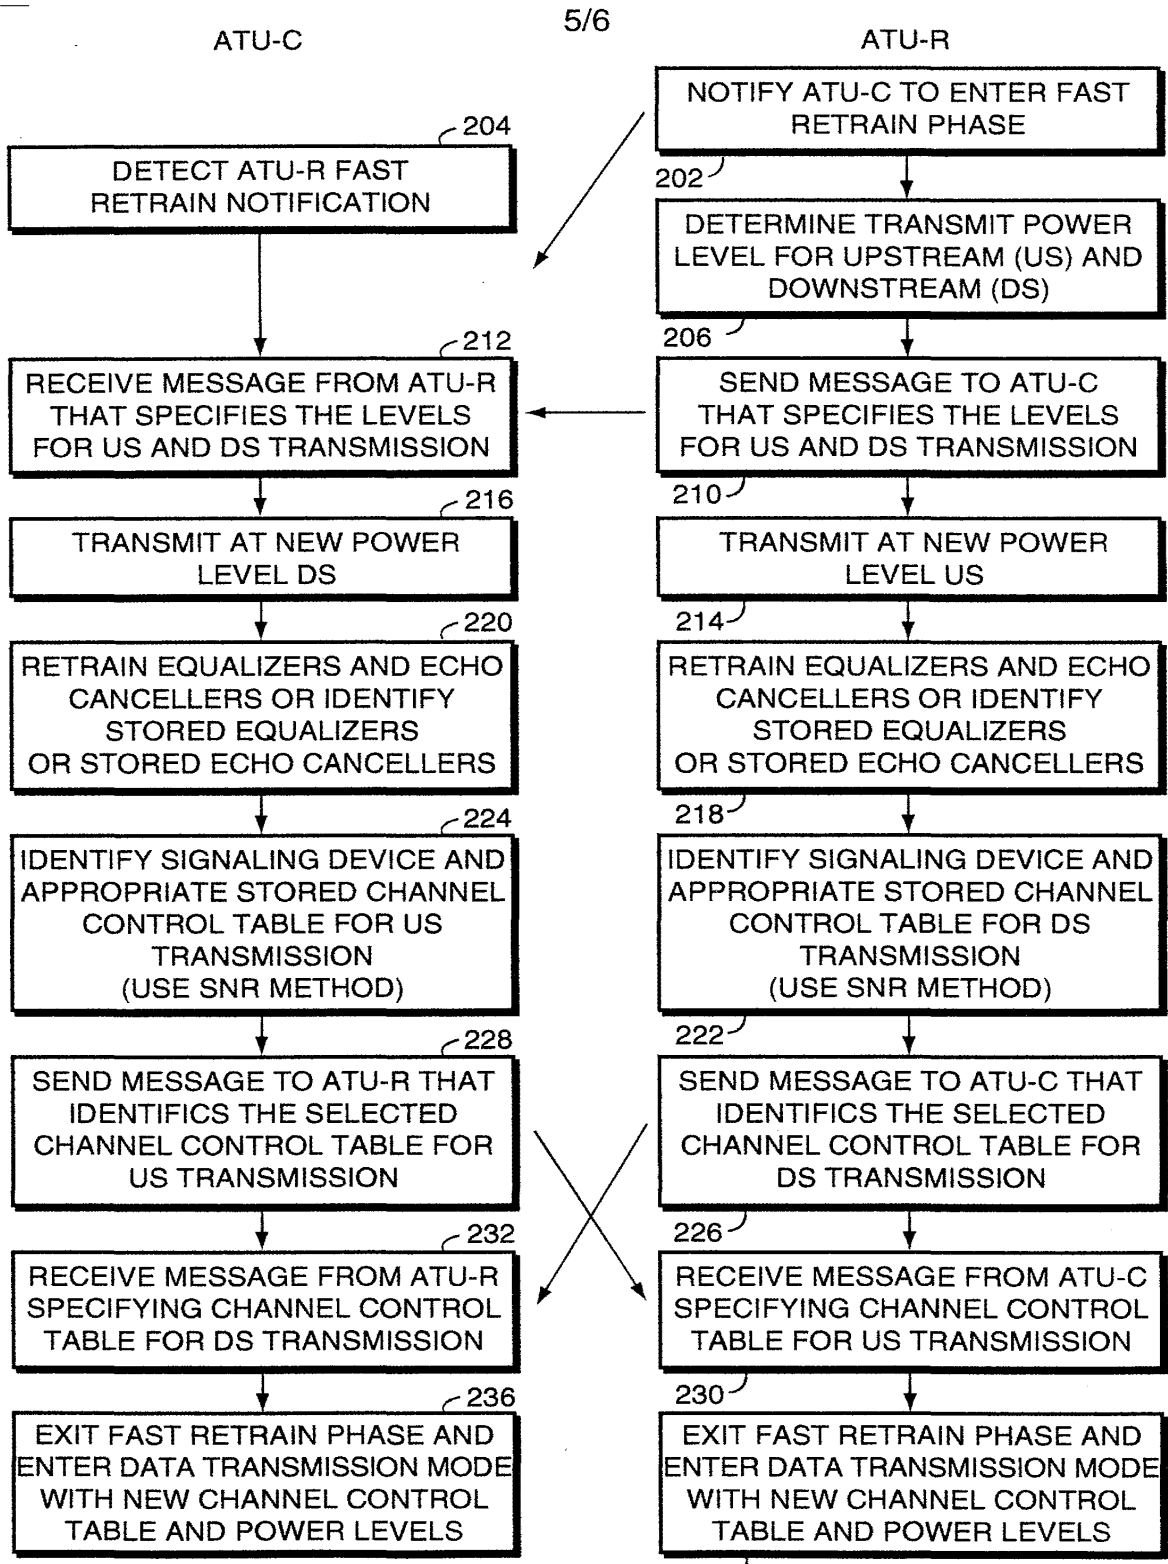 5/6
ATU-C
204
DETECT ATU-R FAST
RETRAIN NOTIFICATION
212
RECEIVE MESSAGE FROM ATU-R
THAT SPECIFIES THE LEVELS
FOR US AND DS TRANSMISSION
216
TRANSMIT AT NEW POWER
LEVEL DS
220
RETRAIN EQUALIZERS AND ECHO
CANCELLERS OR IDENTIFY
STORED EQUALIZERS
OR STORED ECHO CANCELLERS
224
IDENTIFY SIGNALING DEVICE AND
APPROPRIATE STORED CHANNEL
CONTROL TABLE FOR US
TRANSMISSION
(USE SNR METHOD)
228
SEND MESSAGE TO ATU-R THAT
IDENTIFICS THE SELECTED
CHANNEL CONTROL TABLE FOR
US TRANSMISSION
232
RECEIVE MESSAGE FROM ATU-R
SPECIFYING CHANNEL CONTROL
TABLE FOR DS TRANSMISSION
236
EXIT FAST RETRAIN PHASE AND
ENTER DATA TRANSMISSION MODE
WITH NEW CHANNEL CONTROL
TABLE AND POWER LEVELS
ATU-R
NOTIFY ATU-C TO ENTER FAST
RETRAIN PHASE
202
DETERMINE TRANSMIT POWER
LEVEL FOR UPSTREAM (US) AND
DOWNSTREAM (DS)
206
SEND MESSAGE TO ATU-C
THAT SPECIFIES THE LEVELS
FOR US AND DS TRANSMISSION
210
TRANSMIT AT NEW POWER
LEVEL US
214
RETRAIN EQUALIZERS AND ECHO
CANCELLERS OR IDENTIFY
STORED EQUALIZERS
OR STORED ECHO CANCELLERS
218
IDENTIFY SIGNALING DEVICE AND
APPROPRIATE STORED CHANNEL
CONTROL TABLE FOR DS
TRANSMISSION
(USE SNR METHOD)
222
SEND MESSAGE TO ATU-C THAT
IDENTIFICS THE SELECTED
CHANNEL CONTROL TABLE FOR
DS TRANSMISSION
226
RECEIVE MESSAGE FROM ATU-C
SPECIFYING CHANNEL CONTROL
TABLE FOR US TRANSMISSION
230
EXIT FAST RETRAIN PHASE AND
ENTER DATA TRANSMISSION MODE
WITH NEW CHANNEL CONTROL
TABLE AND POWER LEVELS